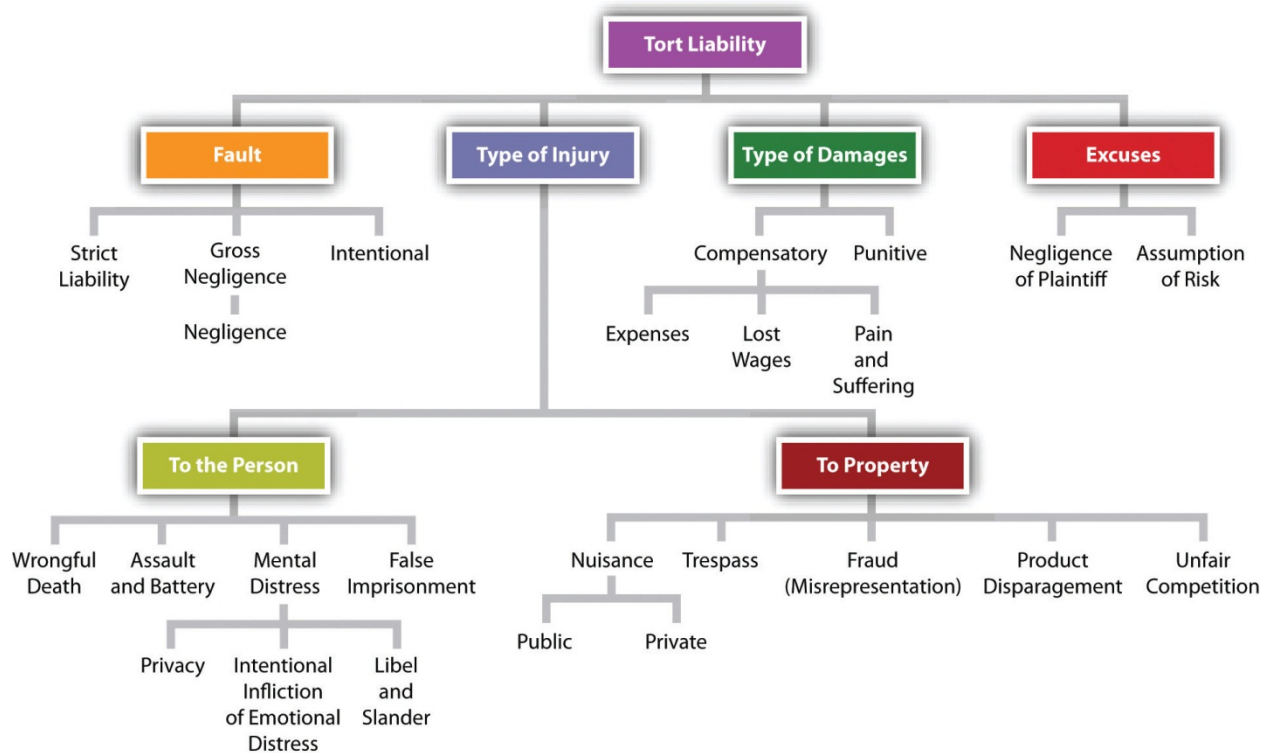 Tort Liability
Fault
Type of Injury
Type of Damages
Excuses
Strict
Liability
Gross
Negligence
Negligence
Intentional
Compensatory
Punitive
Expenses
Lost
Wages
Pain
and
Suffering
Negligence
of Plaintiff
Assumption
of Risk
To the Person
To Property
Wrongful
Death
Assault
and Battery
Mental
Distress
False
Imprisonment
Privacy
Intentional
Infliction
of Emotional
Distress
Libel
and
Slander
Nuisance
Trespass
Fraud
(Misrepresentation)
Product
Disparagement
Unfair
Competition
Public
Private